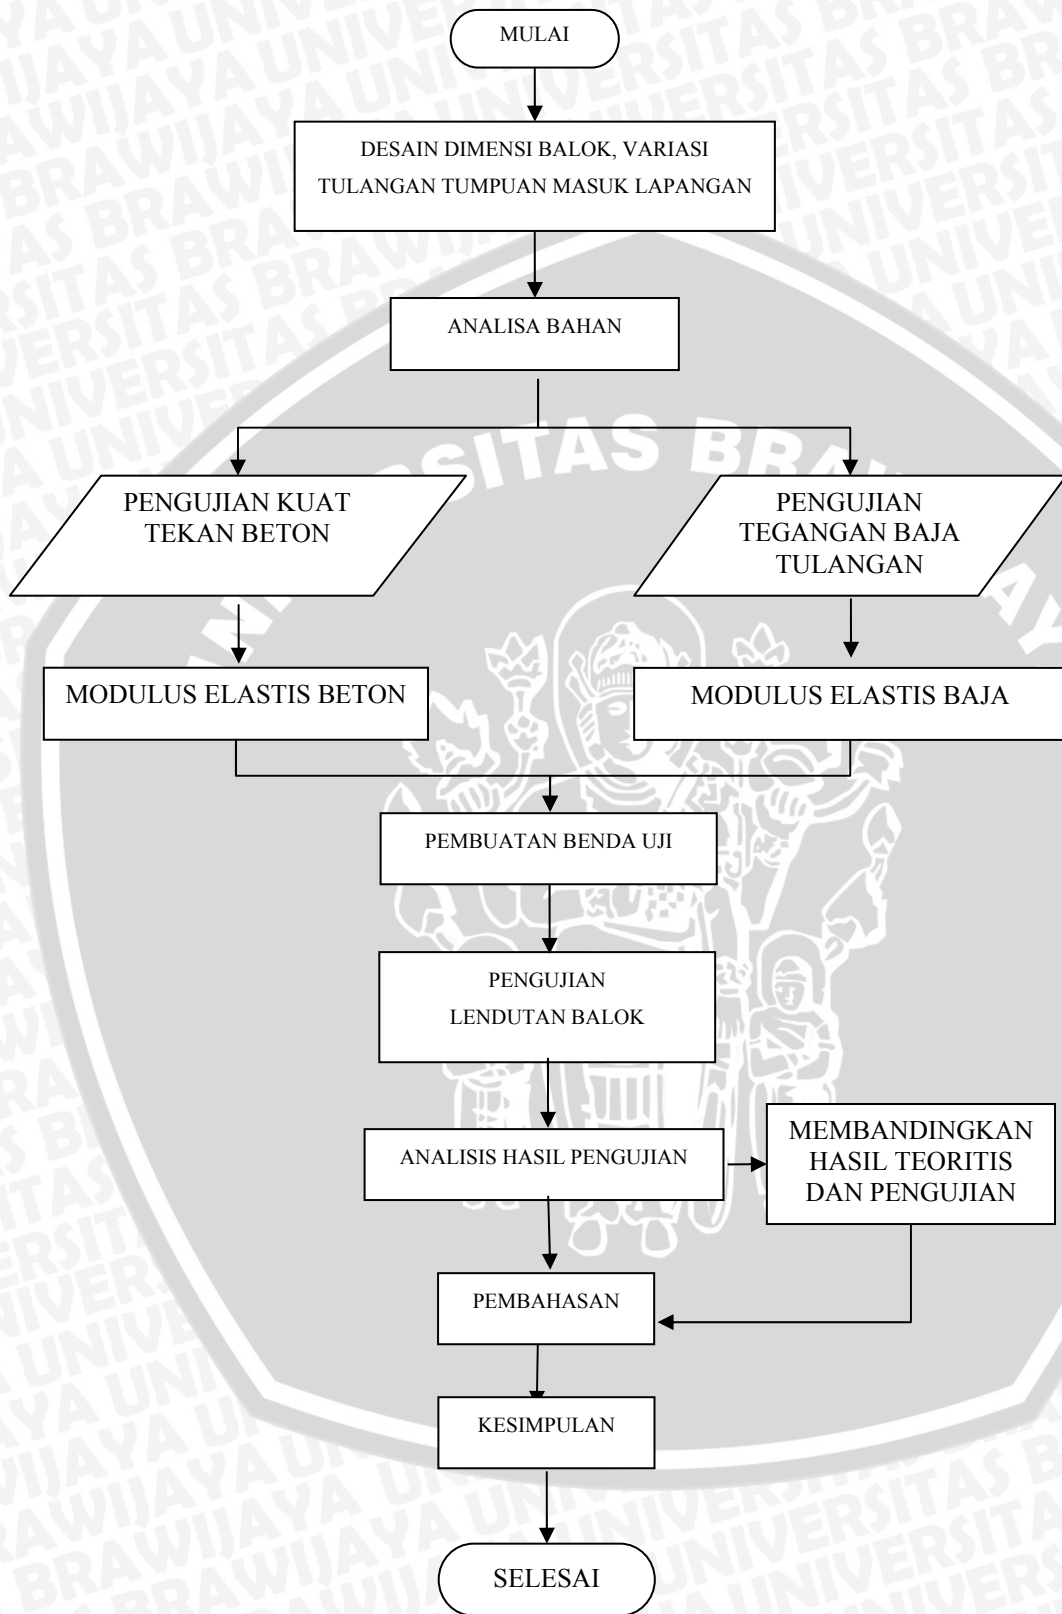 MULAI
DESAIN DIMENSI BALOK, VARIASI
TULANGAN TUMPUAN MASUK LAPANGAN
ANALISA BAHAN
PENGUJIAN KUAT
TEKAN BETON
PENGUJIAN
TEGANGAN BAJA
TULANGAN
MODULUS ELASTIS BETON
MODULUS ELASTIS BAJA
PEMBUATAN BENDA UJI
PENGUJIAN
LENDUTAN BALOK
ANALISIS HASIL PENGUJIAN
MEMBANDINGKAN
HASIL TEORITIS
DAN PENGUJIAN
PEMBAHASAN
KESIMPULAN
SELESAI